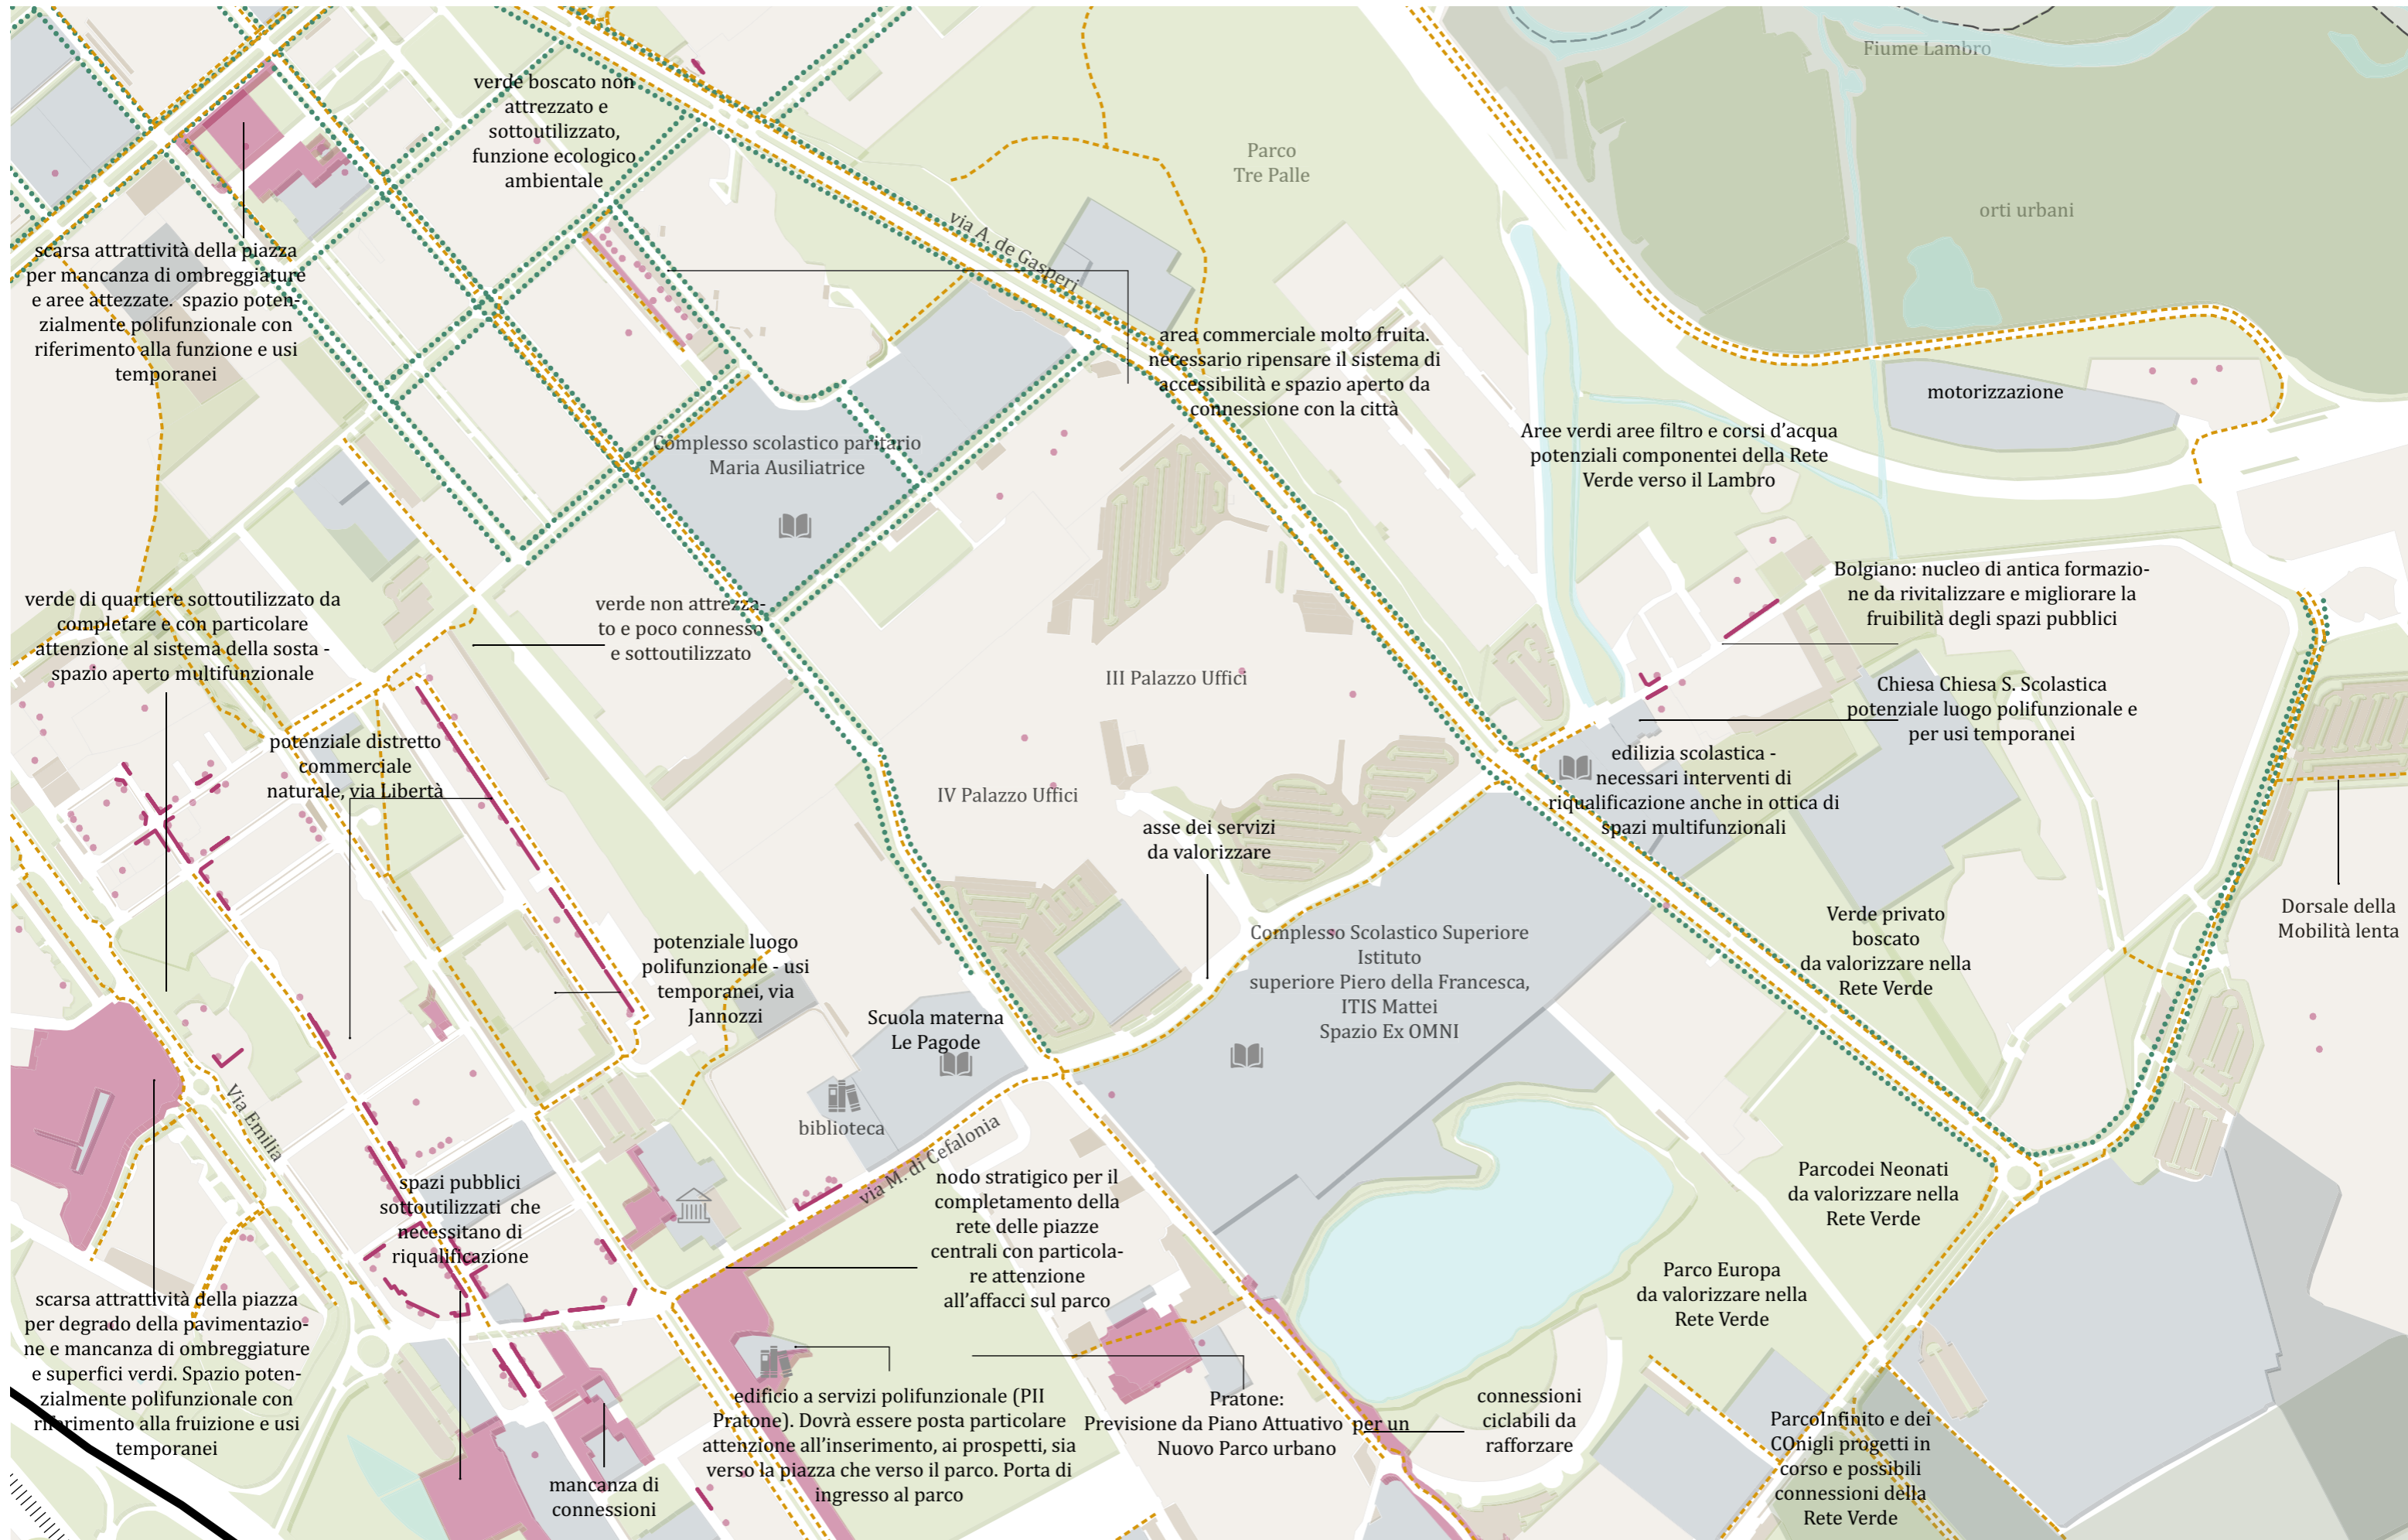 Fiume Lambro
verde boscato non
attrezzato e
sottoutilizzato,
funzione ecologico
ambientale
Parco
Tre Palle
orti urbani
via A. de Gasperi
scarsa attrattività della piazza
per mancanza di ombreggiature
e aree attezzate. spazio poten-
zialmente polifunzionale con
riferimento alla funzione e usi
temporanei
area commerciale molto fruita.
necessario ripensare il sistema di
accessibilità e spazio aperto da
connessione con la città
motorizzazione
Complesso scolastico paritario
Maria Ausiliatrice
Aree verdi aree filtro e corsi d'acqua
potenziali componentei della Rete
Verde verso il Lambro
Bolgiano: nucleo di antica formazio-
ne da rivitalizzare e migliorare la
fruibilità degli spazi pubblici
verde di quartiere sottoutilizzato da
completare e con particolare
attenzione al sistema della sosta -
spazio aperto multifunzionale
verde non attrezza-
to e poco connesso
e sottoutilizzato
III Palazzo Uffici
Chiesa Chiesa S. Scolastica
potenziale luogo polifunzionale e
per usi temporanei
potenziale distretto
commerciale
naturale, via Libertà
edilizia scolastica -
necessari interventi di
riqualificazione anche in ottica di
spazi multifunzionali
IV Palazzo Uffici
asse dei servizi
da valorizzare
Dorsale della
Mobilità lenta
Verde privato
boscato
da valorizzare nella
Rete Verde
potenziale luogo
polifunzionale - usi
temporanei, via
Jannozzi
Complesso Scolastico Superiore
Istituto
superiore Piero della Francesca,
ITIS Mattei
Spazio Ex OMNI
Scuola materna
Le Pagode
Via Emilia
biblioteca
via M. di Cefalonia
spazi pubblici
sottoutilizzati che
necessitano di
riqualificazione
nodo stratigico per il
completamento della
rete delle piazze
centrali con particola-
re attenzione
all'affacci sul parco
Parcodei Neonati
da valorizzare nella
Rete Verde
Parco Europa
da valorizzare nella
Rete Verde
scarsa attrattività della piazza
per degrado della pavimentazio-
ne e mancanza di ombreggiature
e superfici verdi. Spazio poten-
zialmente polifunzionale con
riferimento alla fruizione e usi
temporanei
edificio a servizi polifunzionale (PII
Pratone). Dovrà essere posta particolare
attenzione all'inserimento, ai prospetti, sia
verso la piazza che verso il parco. Porta di
ingresso al parco
Pratone:
Previsione da Piano Attuativo per un
Nuovo Parco urbano
connessioni
ciclabili da
rafforzare
ParcoInfinito e dei
COnigli progetti in
corso e possibili
connessioni della
Rete Verde
mancanza di
connessioni